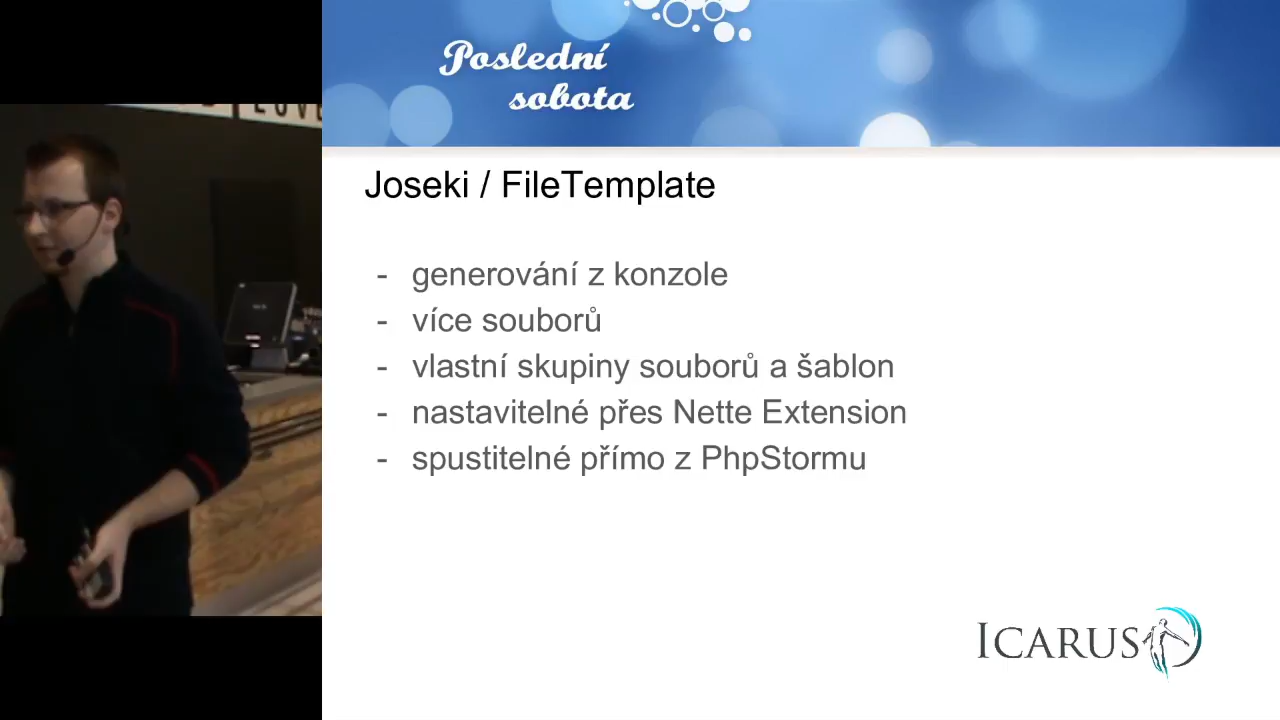 Poslední
sobota
Joseki / FileTemplate
- generování z konzole
- více souborů
- vlastní skupiny souborů a šablon
- nastavitelné přes Nette Extension
- spustitelné přímo z PhpStormu
ICARUS